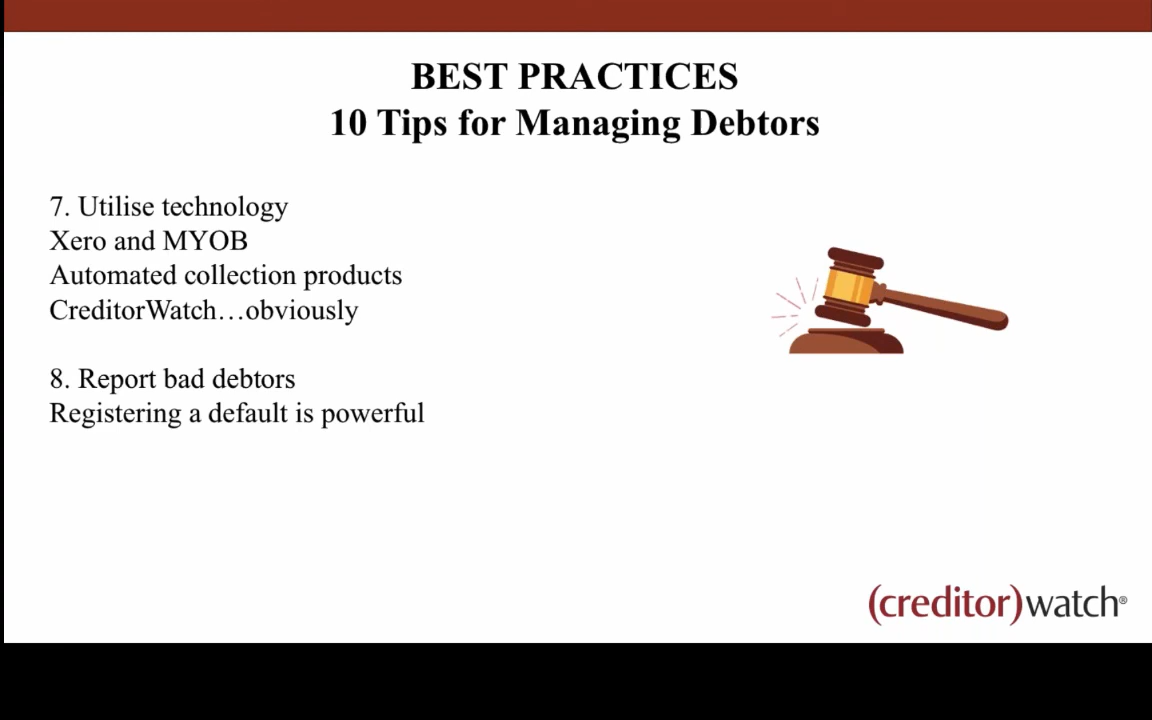 BEST PRACTICES
10 Tips for Managing Debtors
7. Utilise technology
Xero and MYOB
Automated collection products
CreditorWatch…obviously
8. Report bad debtors
Registering a default is powerful
(creditor)watch®